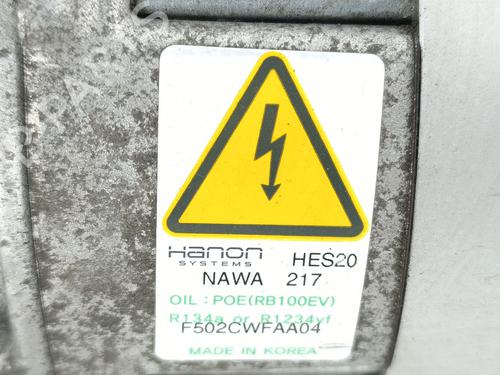 Hanon HES20
SYSTEMS
NAWA 217
OIL : POE(RB100EV)
R134a or R1234yf
F502CWFAA04
MADE IN KOREA